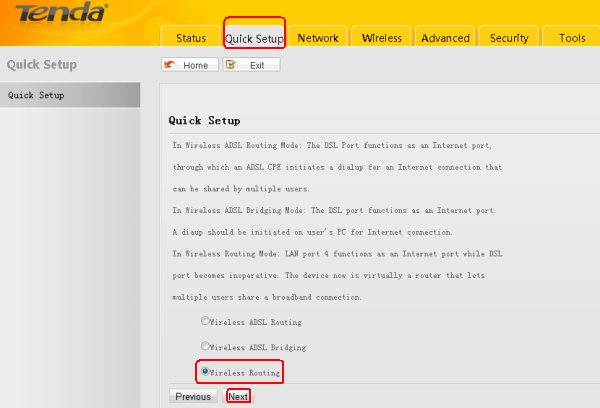 Tenda
Status Quick Setup Network Wireless Advanced Security Tools
Quick Setup
Home Exit
Quick Setup
Quick Setup
In Wireless ADSL Routing Mode: The DSL Port functions as an Internet port,
through which an ADSL CPE initiates a dialup for an Internet connection that
can be shared by multiple users.
In Wireless ADSL Bridging Mode: The DSL port functions as an Internet port.
A diaup should be initiated on user's PC for Internet connection.
In Wireless Routing Mode: LAN port 4 functions as an Internet port while DSL
port becomes inoperative. The device now is virtually a router that lets
multiple users share a broadband connection.
Wireless ADSL Routing
Wireless ADSL Bridging
Wireless Routing
Previous Next